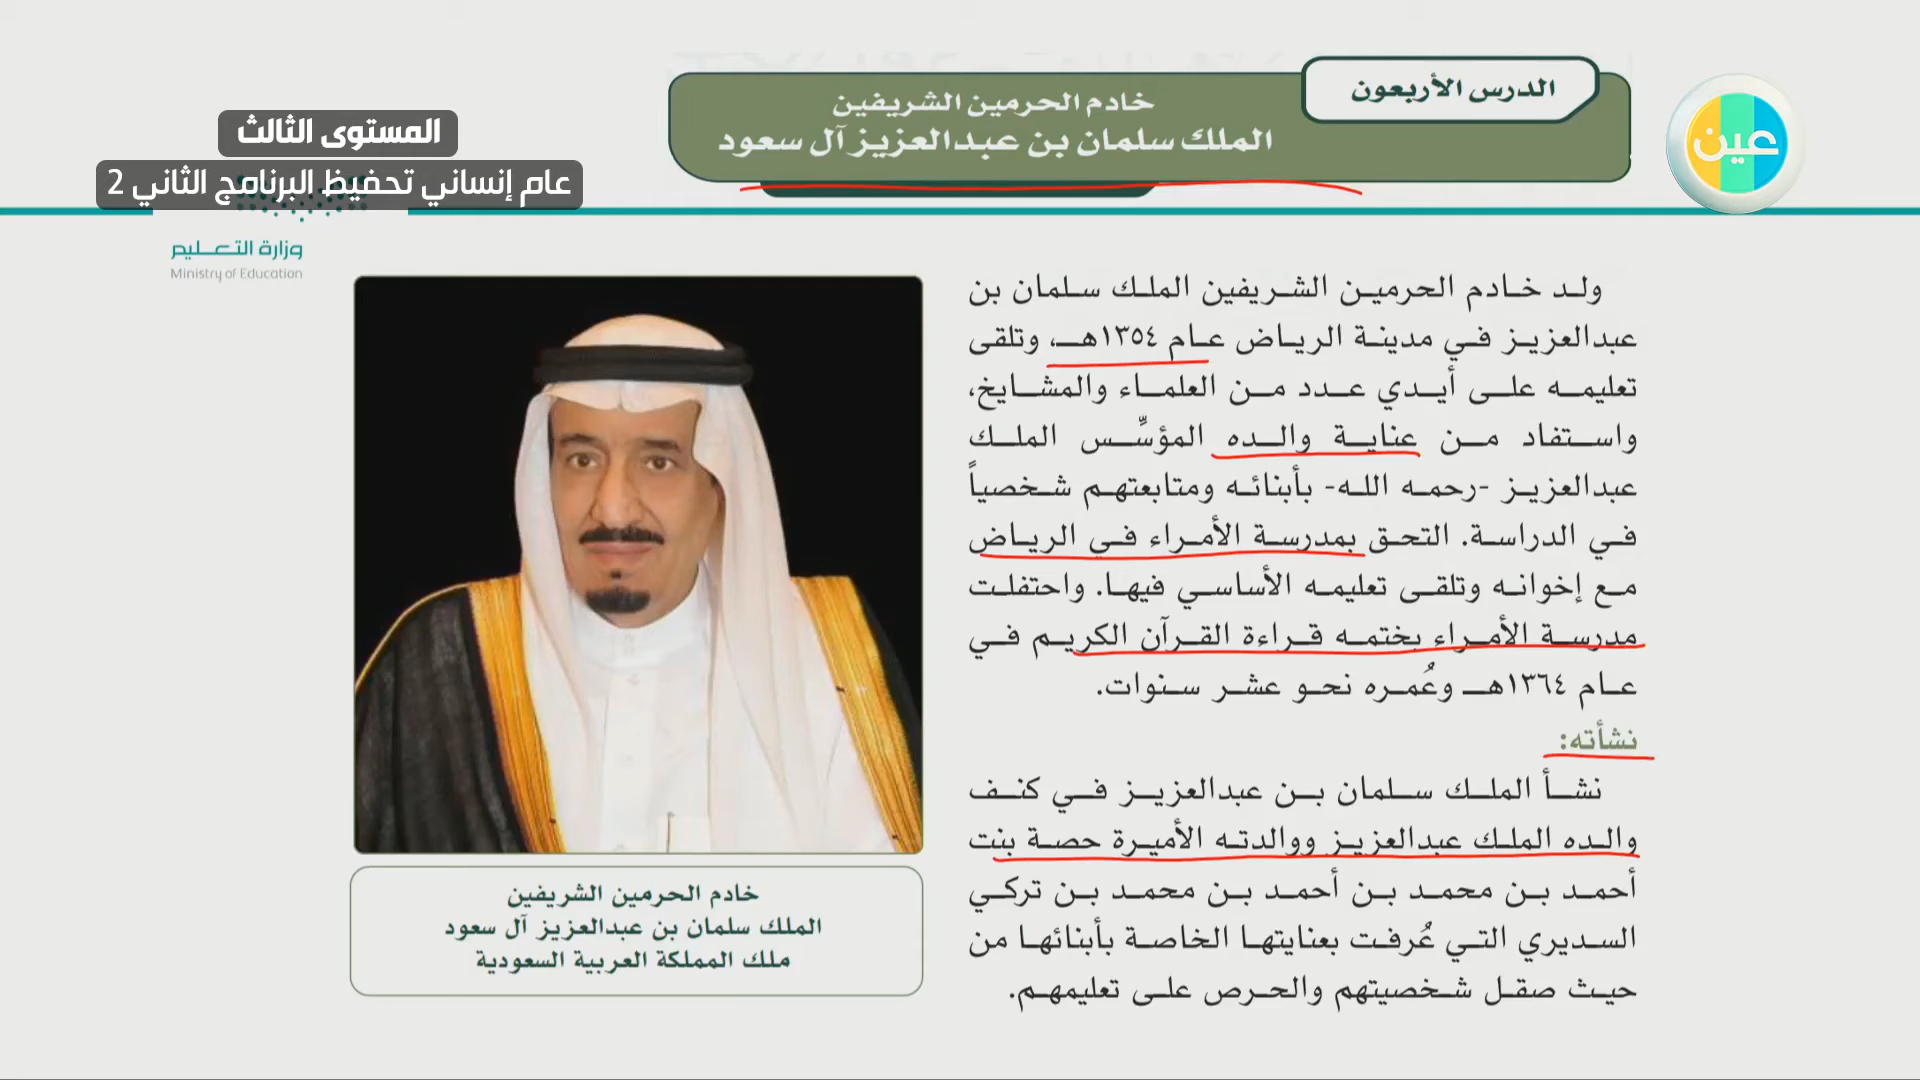 الدرس الأربعون
خادم الحرمين الشريفين
الملك سلمان بن عبدالعزيز آل سعود
عين
المستوى الثالث
عام إنساني تحفيظ البرنامج الثاني 2
وزارة التعليم
Ministry of Education
ولد خادم الحرمين الشريفين الملك سلمان بن
عبدالعزيز في مدينة الرياض عام ١٣٥٤هـ، وتلقى
تعليمه على أيدي عدد من العلماء والمشايخ،
واستفاد من عناية والده المؤسِّس الملك
عبدالعزيز -رحمه الله- بأبنائه ومتابعتهم شخصياً
في الدراسة. التحق بمدرسة الأمراء في الرياض
مع إخوانه وتلقى تعليمه الأساسي فيها. واحتفلت
مدرسة الأمراء بختمه قراءة القرآن الكريم في
عام ١٣٦٤هـ وعُمره نحو عشر سنوات.
نشأته:
نشأ الملك سلمان بن عبدالعزيز في كنف
والده الملك عبدالعزيز ووالدته الأميرة حصة بنت
أحمد بن محمد بن أحمد بن محمد بن تركي
السديري التي عُرفت بعنايتها الخاصة بأبنائها من
حيث صقل شخصيتهم والحرص على تعليمهم.
خادم الحرمين الشريفين
الملك سلمان بن عبدالعزيز آل سعود
ملك المملكة العربية السعودية